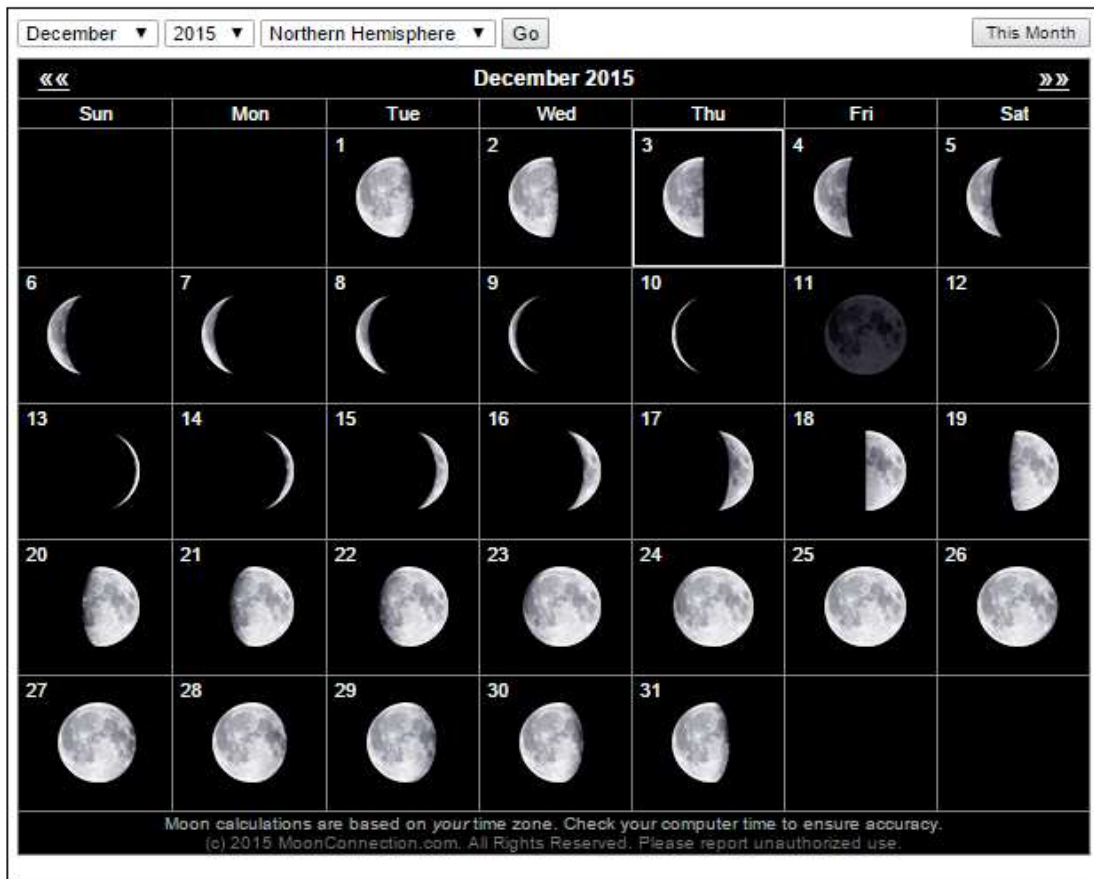 December ▼ 2015 ▼ Northern Hemisphere ▼ Go This Month
«« December 2015 »»
Sun Mon Tue Wed Thu Fri Sat
1 2 3 4 5
6 7 8 9 10 11 12
13 14 15 16 17 18 19
20 21 22 23 24 25 26
27 28 29 30 31
Moon calculations are based on your time zone. Check your computer time to ensure accuracy.
(c) 2015 MoonConnection.com. All Rights Reserved. Please report unauthorized use.